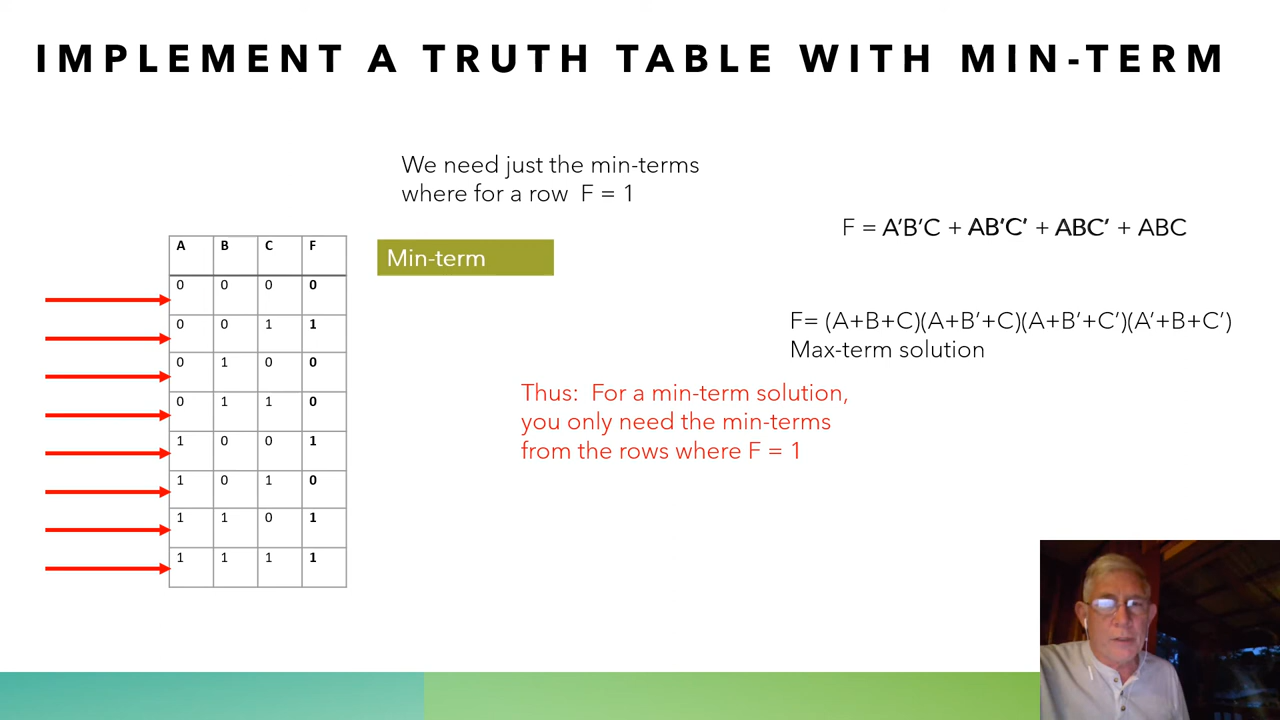 IMPLEMENT A TRUTH TABLE WITH MIN-TERM
We need just the min-terms
where for a row F = 1
F = A’B’C + AB’C’ + ABC’ + ABC
Min-term
A B C F
0 0 0 0
0 0 1 1
0 1 0 0
0 1 1 0
1 0 0 1
1 0 1 0
1 1 0 1
1 1 1 1
F= (A+B+C)(A+B’+C)(A+B’+C’)(A’+B+C’)
Max-term solution
Thus: For a min-term solution,
you only need the min-terms
from the rows where F = 1